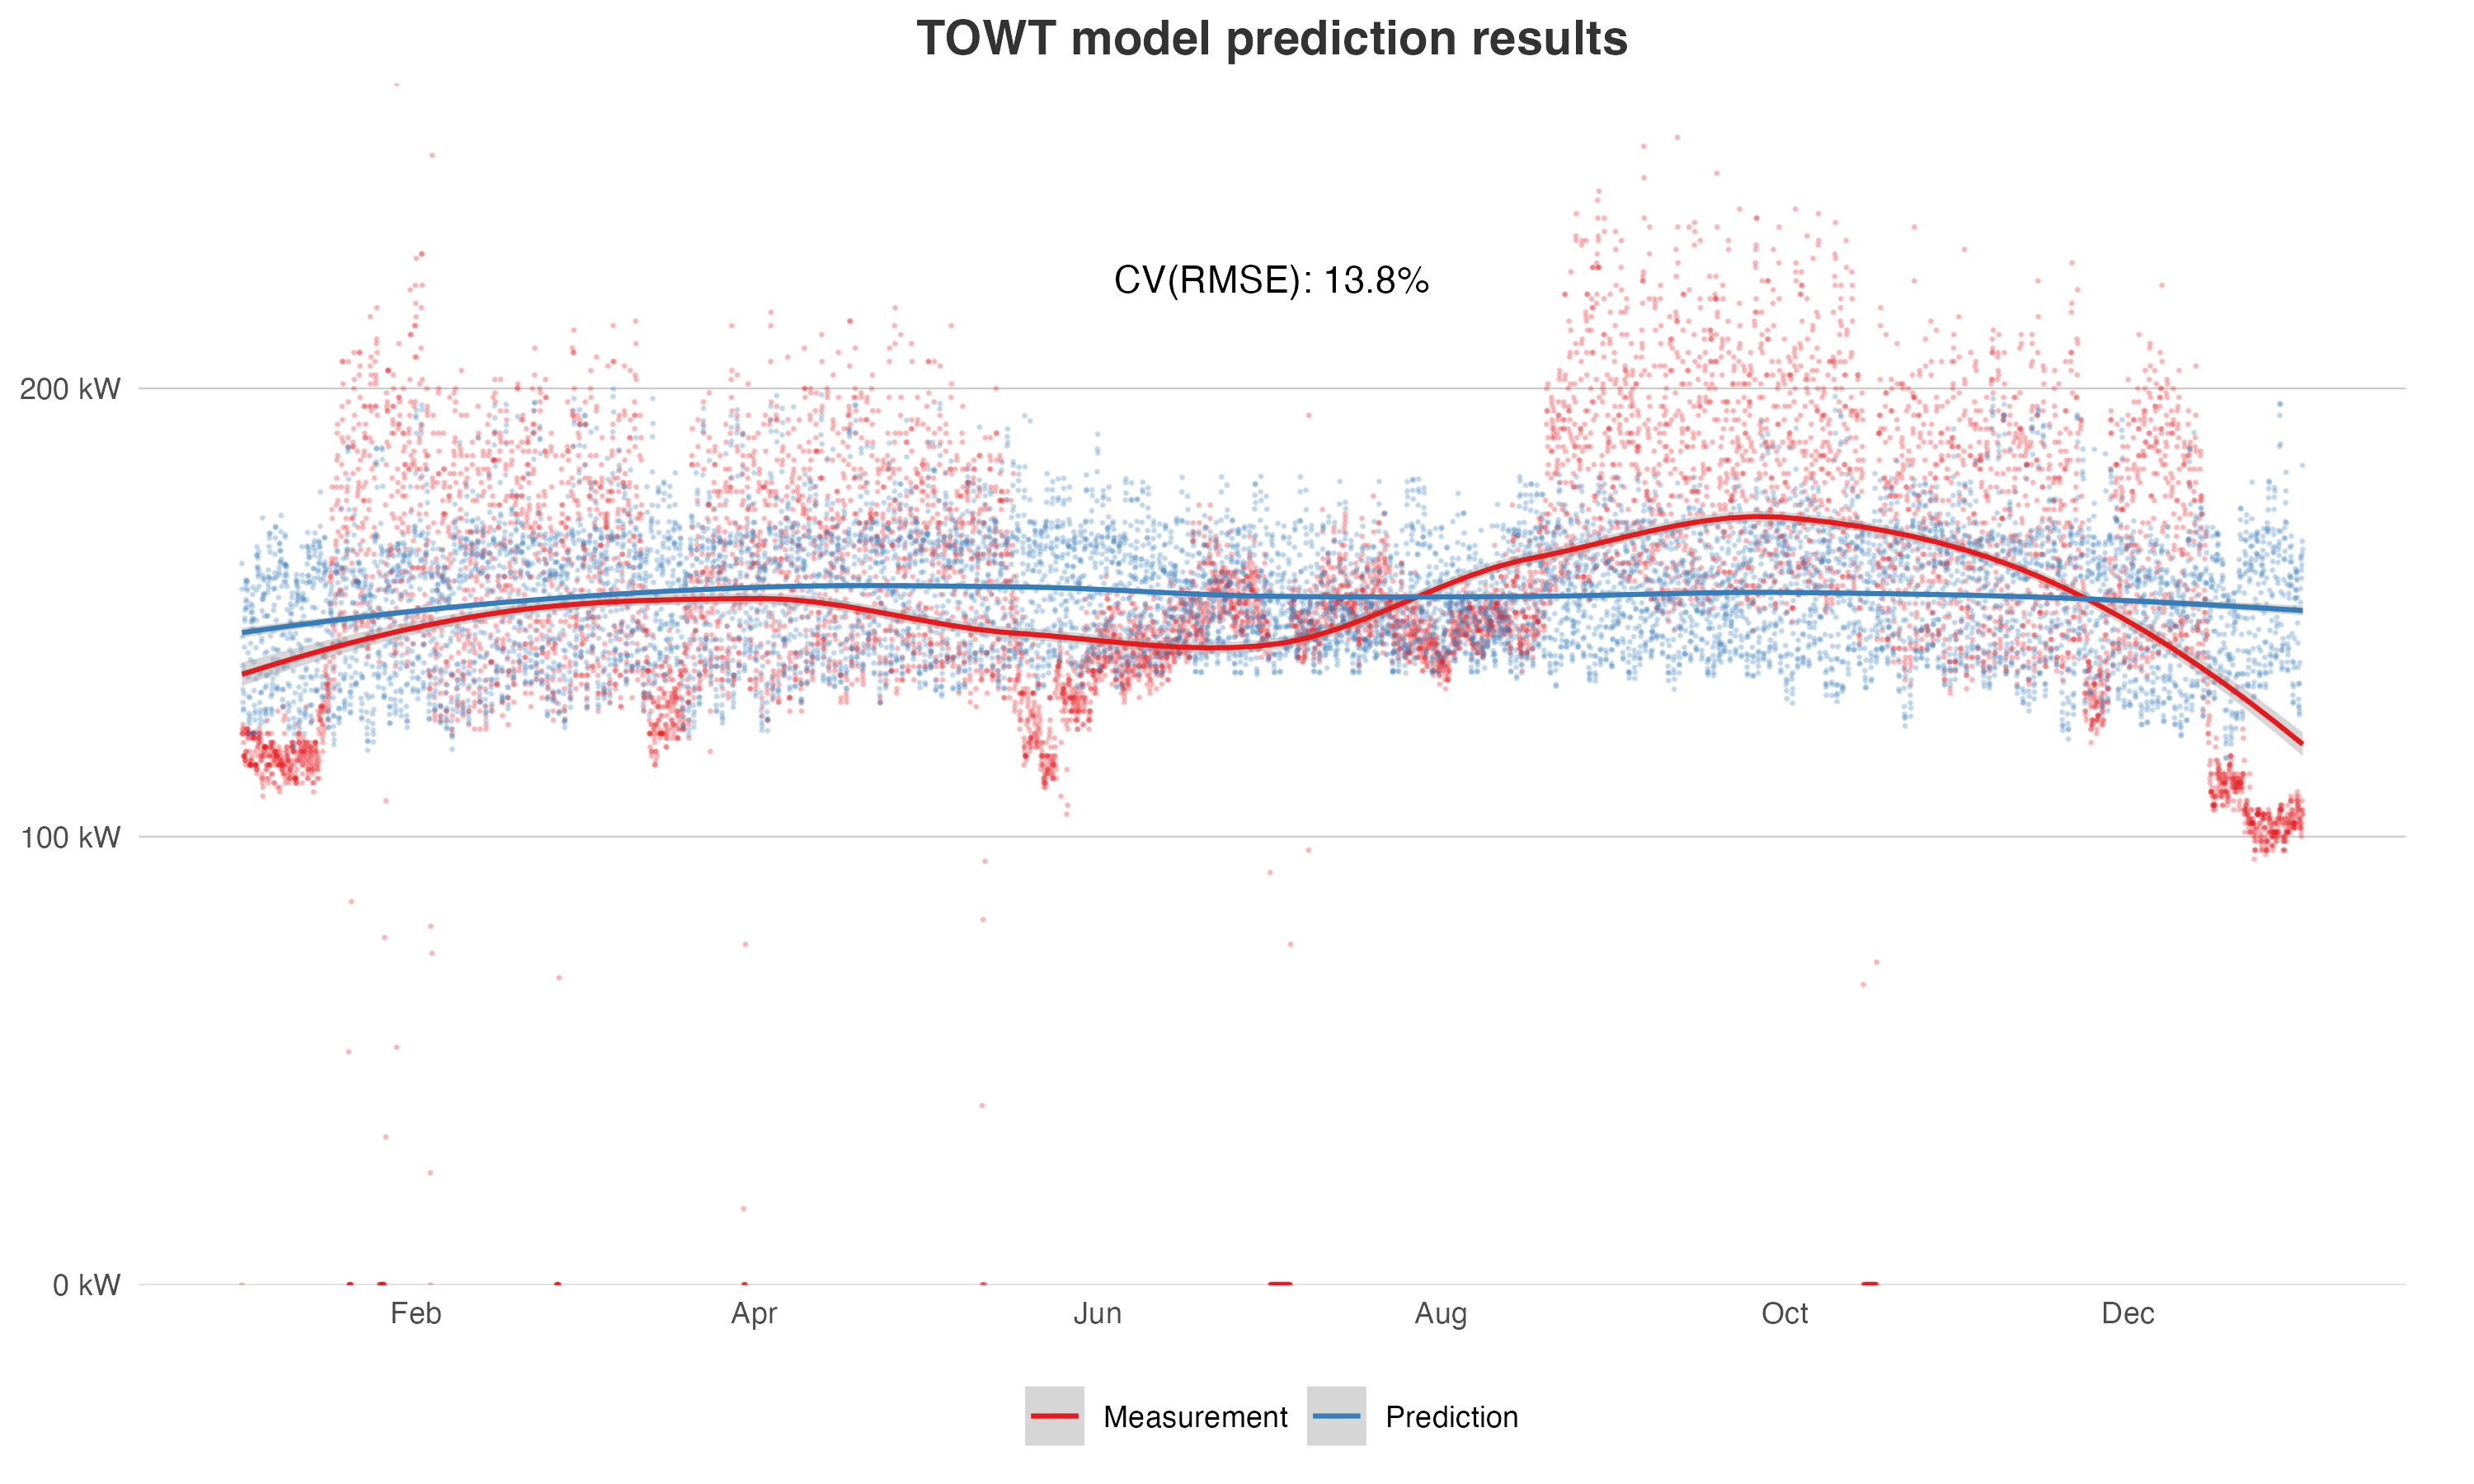 TOWT model prediction results
CV(RMSE): 13.8%
200 kW
100 kW
0 kW
Feb Apr Jun Aug Oct Dec
Measurement Prediction